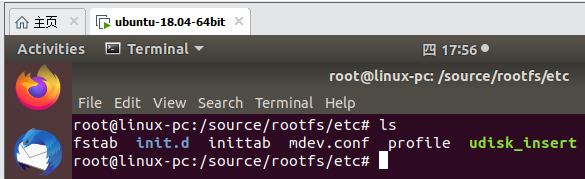 主页 ubuntu-18.04-64bit
Activities Terminal 四 17:56
root@linux-pc: /source/rootfs/etc
File Edit View Search Terminal Help
root@linux-pc:/source/rootfs/etc# ls
fstab init.d inittab mdev.conf profile udisk_insert
root@linux-pc:/source/rootfs/etc#